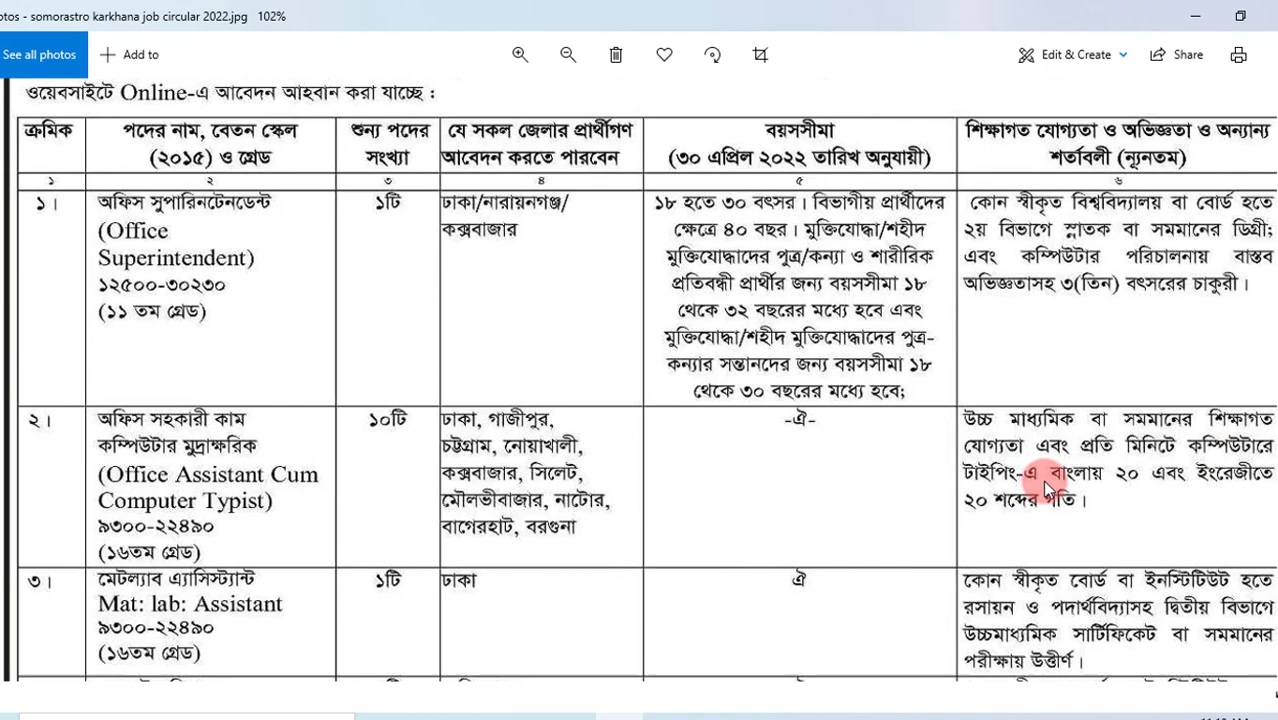 otos - somorastro karkhana job circular 2022.jpg 102%
See all photos
Add to
Edit & Create
Share
ওয়েবসাইটে Online-এ আবেদন আহবান করা যাচ্ছে :
ক্রমিক
পদের নাম, বেতন স্কেল
(২০১৫) ও গ্রেড
শুন্য পদের
সংখ্যা
যে সকল জেলার প্রার্থীগণ
আবেদন করতে পারবেন
বয়সসীমা
(৩০ এপ্রিল ২০২২ তারিখ অনুযায়ী)
শিক্ষাগত যোগ্যতা ও অভিজ্ঞতা ও অন্যান্য
শর্তাবলী (ন্যূনতম)
১
২
৩
৪
৫
৬
১।
অফিস সুপারিনটেনডেন্ট
(Office
Superintendent)
১২৫০০-৩০২৩০
(১১ তম গ্রেড)
১টি
ঢাকা/নারায়নগঞ্জ/
কক্সবাজার
১৮ হতে ৩০ বৎসর। বিভাগীয় প্রার্থীদের
ক্ষেত্রে ৪০ বছর। মুক্তিযোদ্ধা/শহীদ
মুক্তিযোদ্ধাদের পুত্র/কন্যা ও শারীরিক
প্রতিবন্ধী প্রার্থীর জন্য বয়সসীমা ১৮
থেকে ৩২ বছরের মধ্যে হবে এবং
মুক্তিযোদ্ধা/শহীদ মুক্তিযোদ্ধাদের পুত্র-
কন্যার সন্তানদের জন্য বয়সসীমা ১৮
থেকে ৩০ বছরের মধ্যে হবে;
কোন স্বীকৃত বিশ্ববিদ্যালয় বা বোর্ড হতে
২য় বিভাগে স্নাতক বা সমমানের ডিগ্রী;
এবং কম্পিউটার পরিচালনায় বাস্তব
অভিজ্ঞতাসহ ৩(তিন) বৎসরের চাকুরী।
২।
অফিস সহকারী কাম
কম্পিউটার মুদ্রাক্ষরিক
(Office Assistant Cum
Computer Typist)
৯৩০০-২২৪৯০
(১৬তম গ্রেড)
১০টি
ঢাকা, গাজীপুর,
চট্টগ্রাম, নোয়াখালী,
কক্সবাজার, সিলেট,
মৌলভীবাজার, নাটোর,
বাগেরহাট, বরগুনা
-ঐ-
উচ্চ মাধ্যমিক বা সমমানের শিক্ষাগত
যোগ্যতা এবং প্রতি মিনিটে কম্পিউটারে
টাইপিং-এ বাংলায় ২০ এবং ইংরেজীতে
২০ শব্দের গতি।
৩।
মেটল্যাব এ্যাসিস্ট্যান্ট
Mat: lab: Assistant
৯৩০০-২২৪৯০
(১৬তম গ্রেড)
১টি
ঢাকা
ঐ
কোন স্বীকৃত বোর্ড বা ইনস্টিটিউট হতে
রসায়ন ও পদার্থবিদ্যাসহ দ্বিতীয় বিভাগে
উচ্চমাধ্যমিক সার্টিফিকেট বা সমমানের
পরীক্ষায় উত্তীর্ণ।